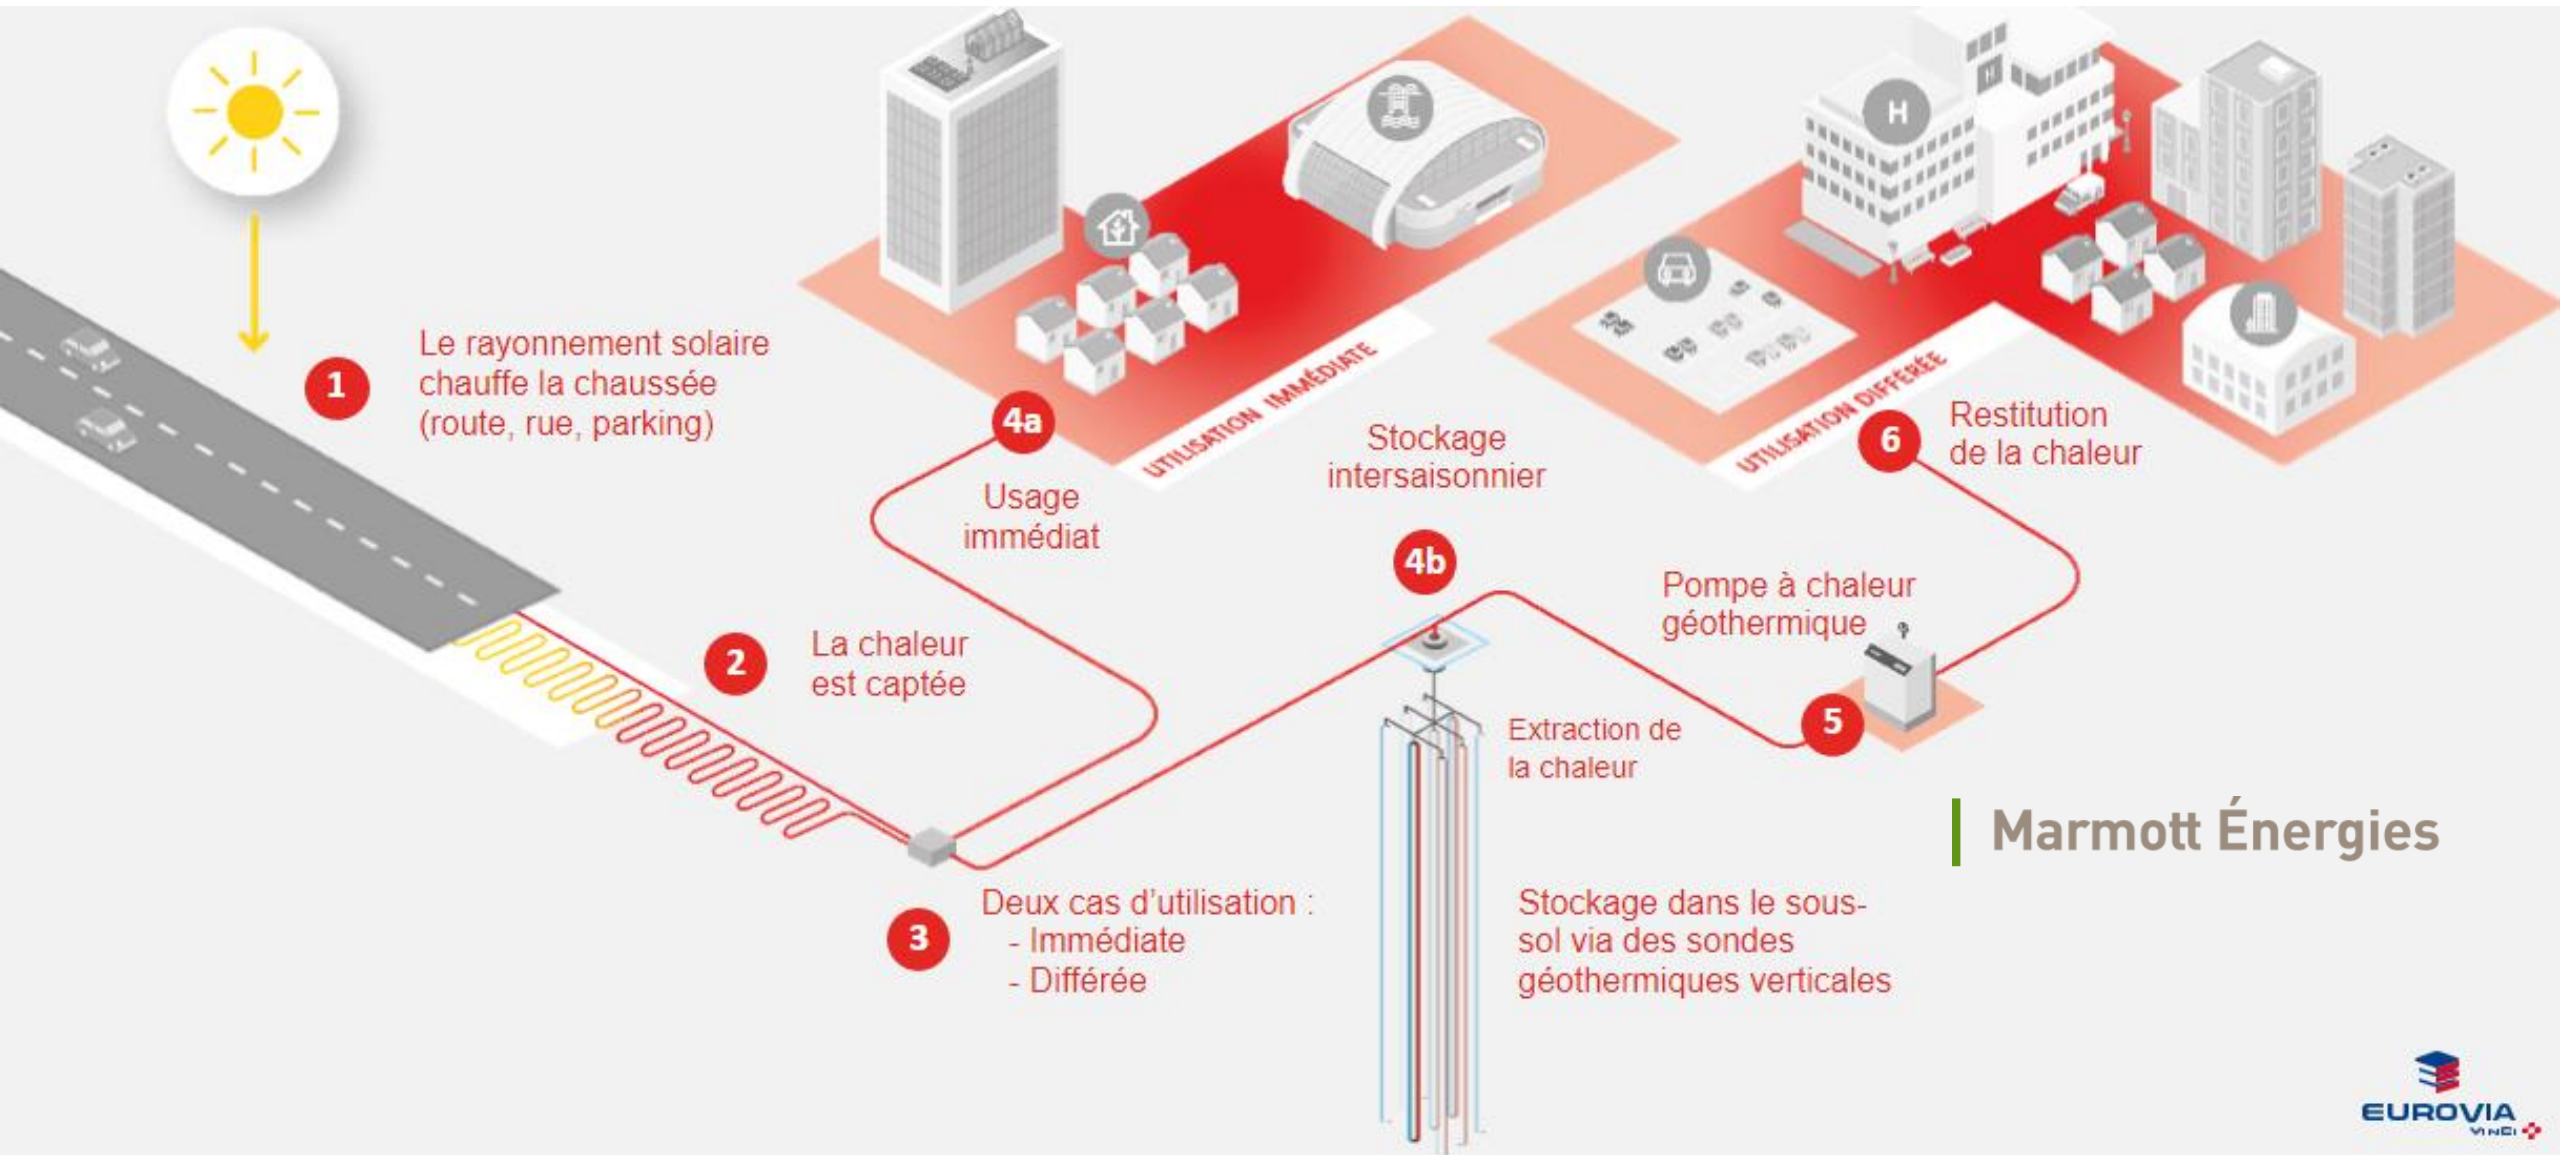 1
Le rayonnement solaire
chauffe la chaussée
(route, rue, parking)
2
La chaleur
est captée
3
Deux cas d'utilisation :
- Immédiate
- Différée
4a
Usage
immédiat
UTILISATION IMMÉDIATE
Stockage
intersaisonnier
4b
Extraction de
la chaleur
Stockage dans le sous-
sol via des sondes
géothermiques verticales
Pompe à chaleur
géothermique
5
6
Restitution
de la chaleur
UTILISATION DIFFÉRÉE
H
H
Marmott Énergies
EUROVIA
VINCI